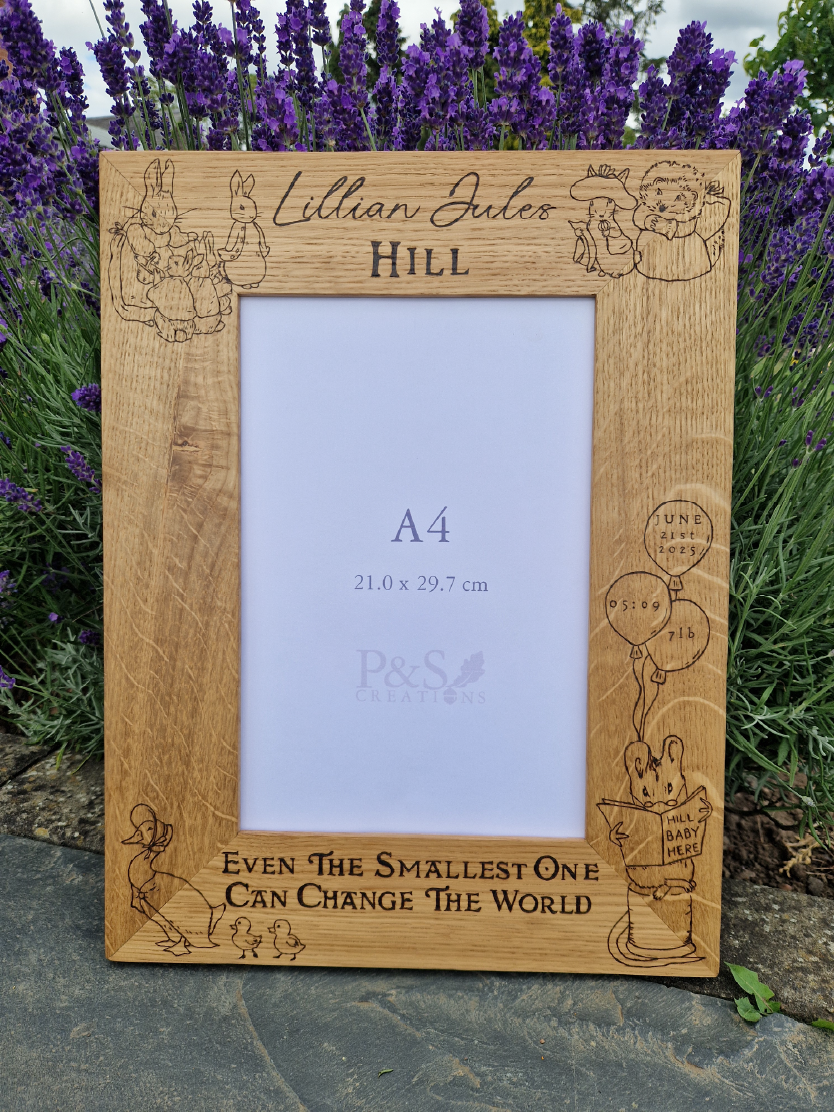 Lillian Jules
HILL
A4
21.0 x 29.7 cm
P&S
CREATIONS
JUNE
21st
2025
05:09
7lb
HILL
BABY
HERE
EVEN THE SMALLEST ONE
CAN CHANGE THE WORLD